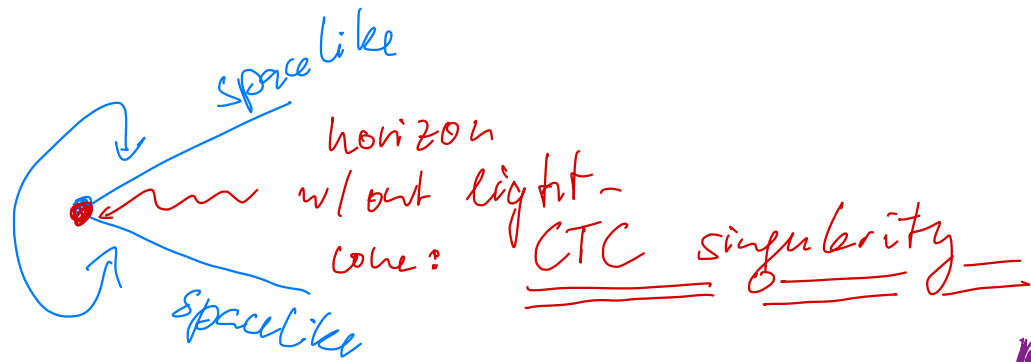 spacelike
horizon
w/out light-
cone: CTC singularity
spacelike